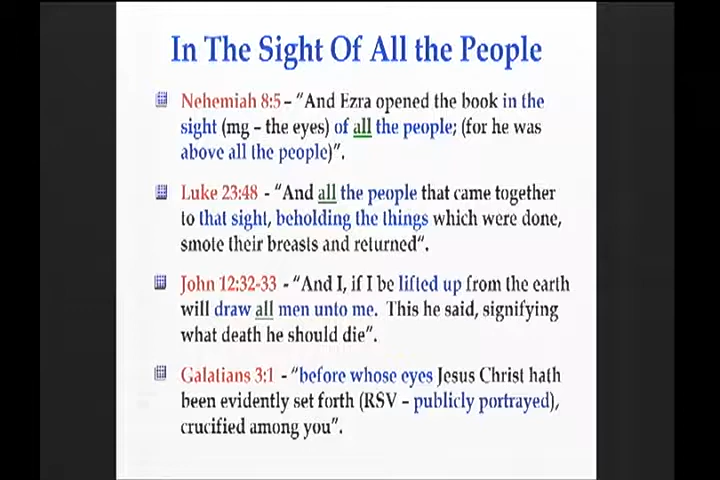 In The Sight Of All the People
Nehemiah 8:5 – "And Ezra opened the book in the
sight (mg – the eyes) of all the people; (for he was
above all the people)".
Luke 23:48 - "And all the people that came together
to that sight, beholding the things which were done,
smote their breasts and returned".
John 12:32-33 - "And I, if I be lifted up from the earth
will draw all men unto me. This he said, signifying
what death he should die".
Galatians 3:1 - "before whose eyes Jesus Christ hath
been evidently set forth (RSV – publicly portrayed),
crucified among you".